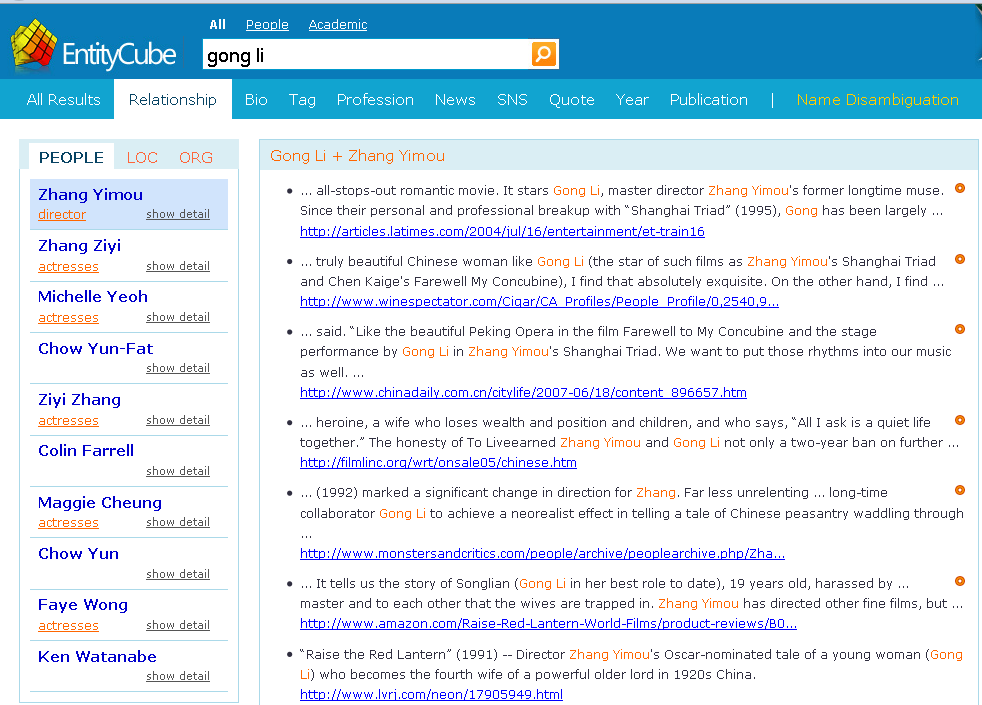 All People Academic
EntityCube
gong li
All Results Relationship Bio Tag Profession News SNS Quote Year Publication | Name Disambiguation
PEOPLE LOC ORG
Zhang Yimou
director show detail
Zhang Ziyi
actresses show detail
Michelle Yeoh
actresses show detail
Chow Yun-Fat
show detail
Ziyi Zhang
actresses show detail
Colin Farrell
show detail
Maggie Cheung
actresses show detail
Chow Yun
show detail
Faye Wong
actresses show detail
Ken Watanabe
show detail
Gong Li + Zhang Yimou
• ... all-stops-out romantic movie. It stars Gong Li, master director Zhang Yimou's former longtime muse.
Since their personal and professional breakup with “Shanghai Triad” (1995), Gong has been largely ...
http://articles.latimes.com/2004/jul/16/entertainment/et-train16
• ... truly beautiful Chinese woman like Gong Li (the star of such films as Zhang Yimou's Shanghai Triad
and Chen Kaige's Farewell My Concubine), I find that absolutely exquisite. On the other hand, I find ...
http://www.winespectator.com/Cigar/CA_Profiles/People_Profile/0,2540,9...
• ... said. “Like the beautiful Peking Opera in the film Farewell to My Concubine and the stage
performance by Gong Li in Zhang Yimou's Shanghai Triad. We want to put those rhythms into our music
as well. ...
http://www.chinadaily.com.cn/citylife/2007-06/18/content_896657.htm
• ... heroine, a wife who loses wealth and position and children, and who says, “All I ask is a quiet life
together.” The honesty of To Liveearned Zhang Yimou and Gong Li not only a two-year ban on further ...
http://filmlinc.org/wrt/onsale05/chinese.htm
• ... (1992) marked a significant change in direction for Zhang. Far less unrelenting ... long-time
collaborator Gong Li to achieve a neorealist effect in telling a tale of Chinese peasantry waddling through
...
http://www.monstersandcritics.com/people/archive/peoplearchive.php/Zha...
• ... It tells us the story of Songlian (Gong Li in her best role to date), 19 years old, harassed by ...
master and to each other that the wives are trapped in. Zhang Yimou has directed other fine films, but ...
http://www.amazon.com/Raise-Red-Lantern-World-Films/product-reviews/B0...
• “Raise the Red Lantern” (1991) -- Director Zhang Yimou's Oscar-nominated tale of a young woman (Gong
Li) who becomes the fourth wife of a powerful older lord in 1920s China.
http://www.lvrj.com/neon/17905949.html